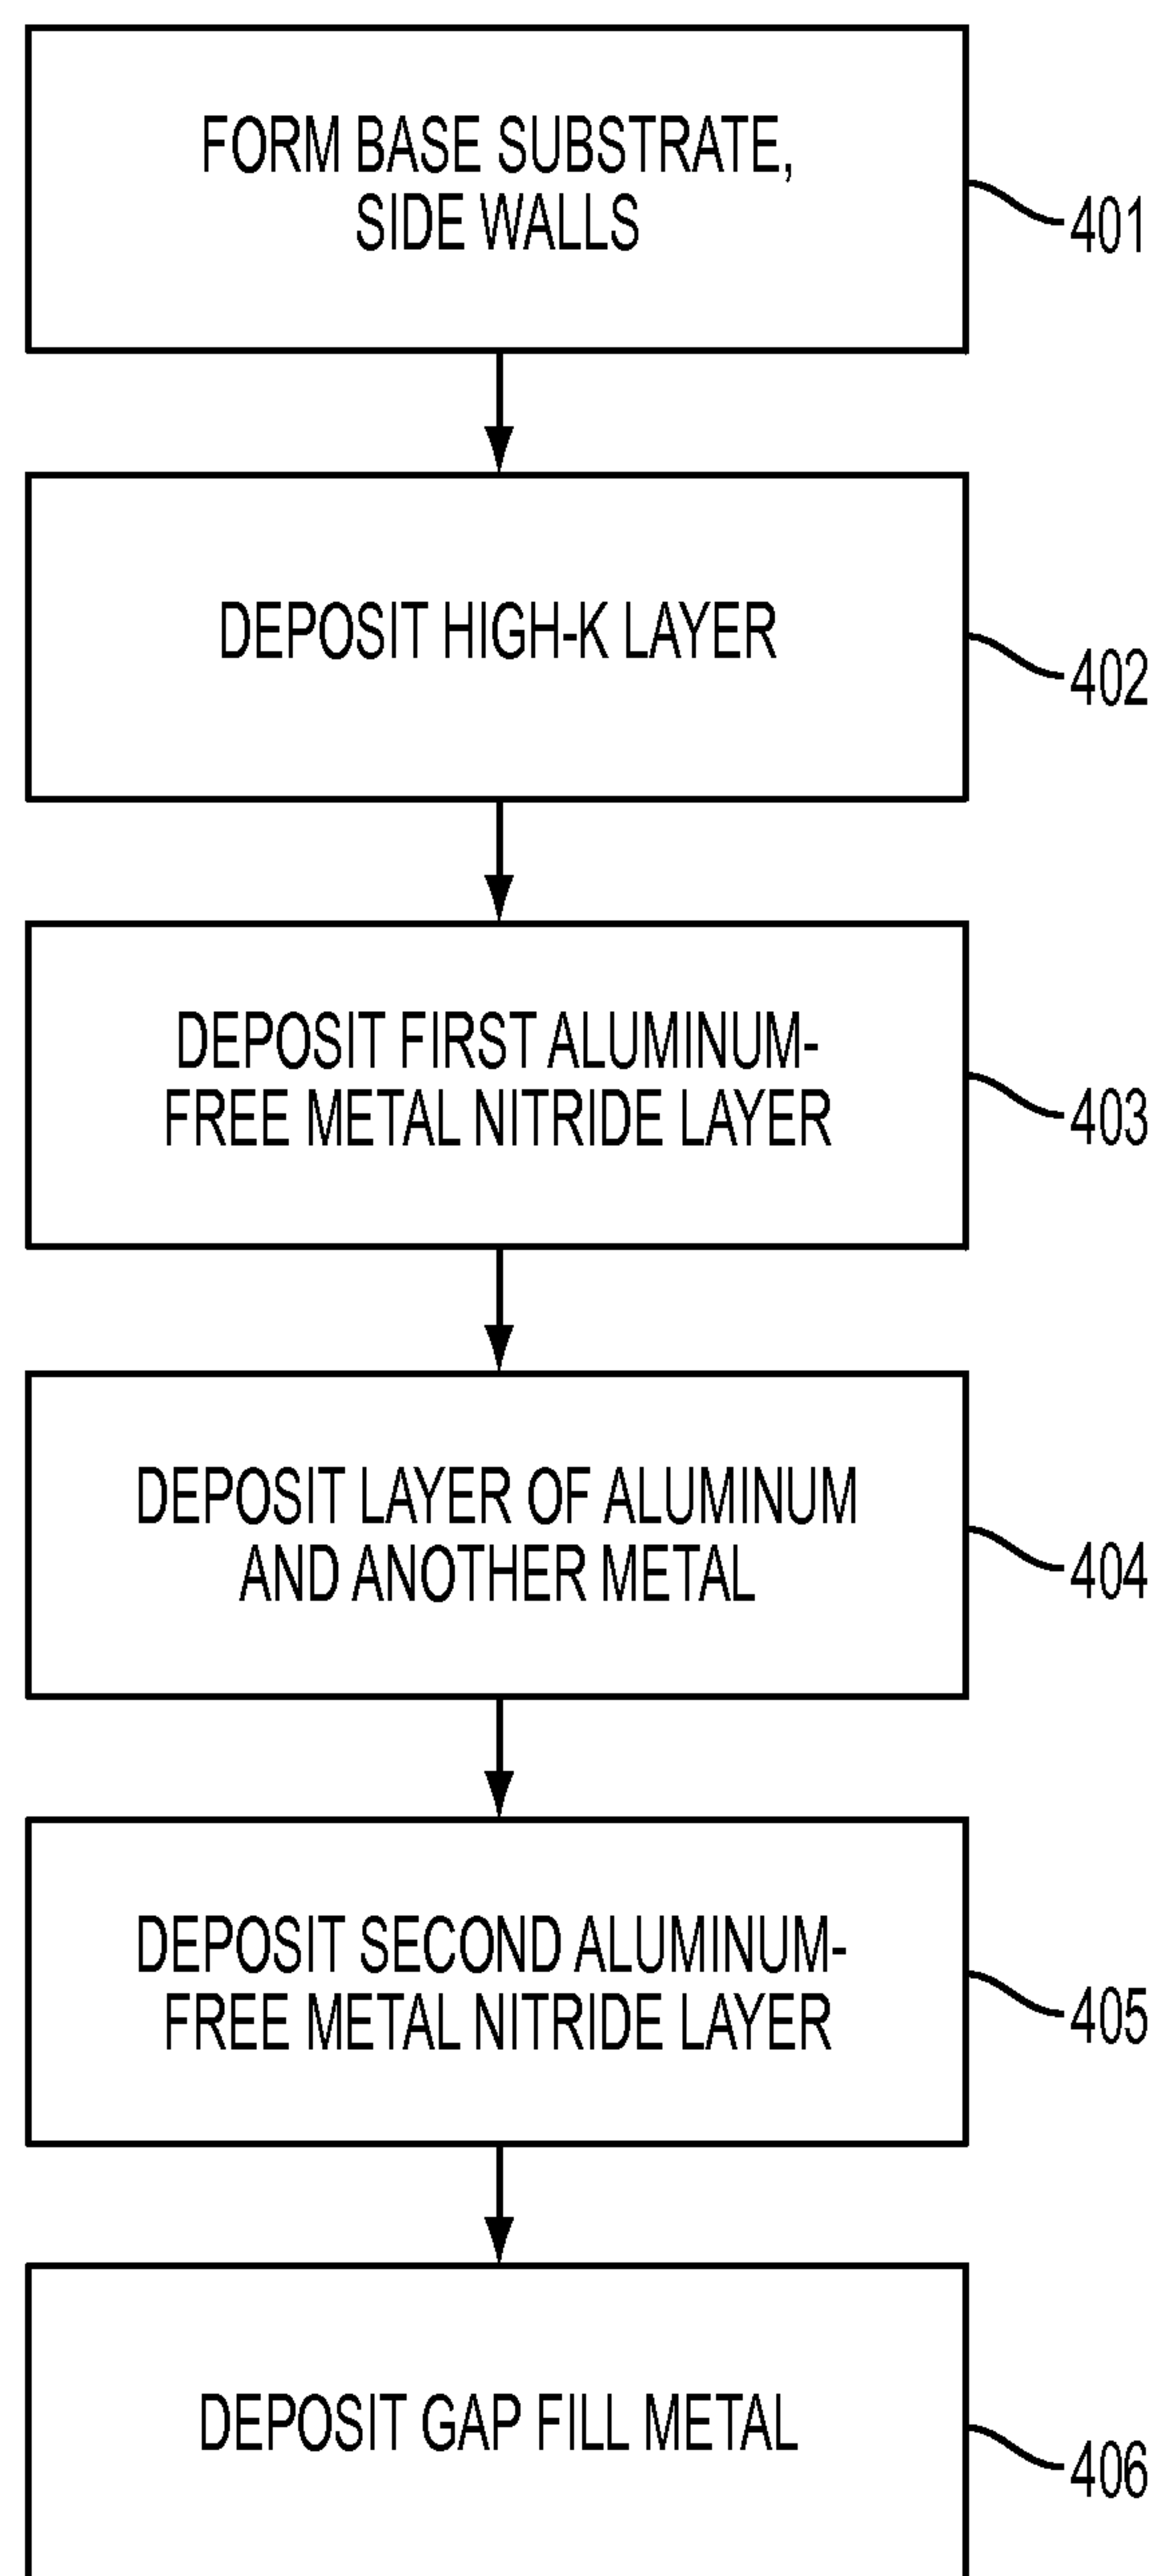 FORM BASE SUBSTRATE,
SIDE WALLS
401
DEPOSIT HIGH-K LAYER
402
DEPOSIT FIRST ALUMINUM-
FREE METAL NITRIDE LAYER
403
DEPOSIT LAYER OF ALUMINUM
AND ANOTHER METAL
404
DEPOSIT SECOND ALUMINUM-
FREE METAL NITRIDE LAYER
405
DEPOSIT GAP FILL METAL
406